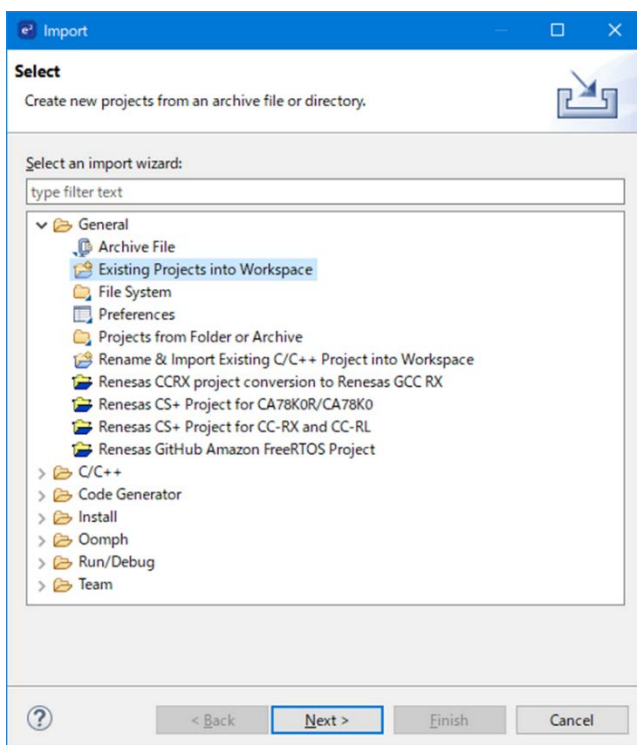 e² Import
Select
Create new projects from an archive file or directory.
Select an import wizard:
type filter text
General
Archive File
Existing Projects into Workspace
File System
Preferences
Projects from Folder or Archive
Rename & Import Existing C/C++ Project into Workspace
Renesas CCRX project conversion to Renesas GCC RX
Renesas CS+ Project for CA78K0R/CA78K0
Renesas CS+ Project for CC-RX and CC-RL
Renesas GitHub Amazon FreeRTOS Project
C/C++
Code Generator
Install
Oomph
Run/Debug
Team
? < Back Next > Finish Cancel